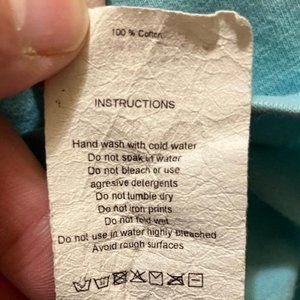 100 % Cotton
INSTRUCTIONS
Hand wash with cold water
Do not soak in water
Do not bleach or use
agresive detergents
Do not tumble dry
Do not iron prints
Do not fold wet
Do not use in water highly bleached
Avoid rough surfaces